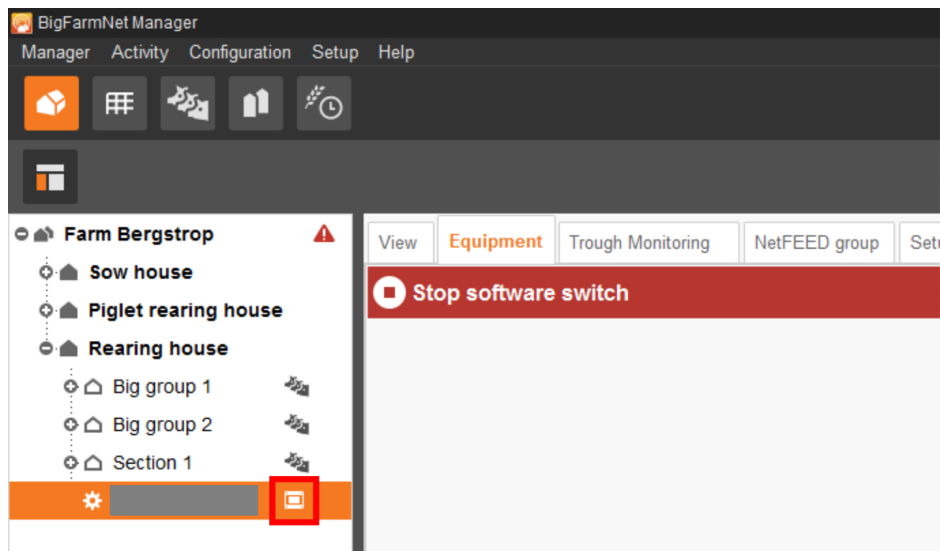 BigFarmNet Manager
Manager Activity Configuration Setup Help
Farm Bergstrop
Sow house
Piglet rearing house
Rearing house
Big group 1
Big group 2
Section 1
View Equipment Trough Monitoring NetFEED group
Stop software switch